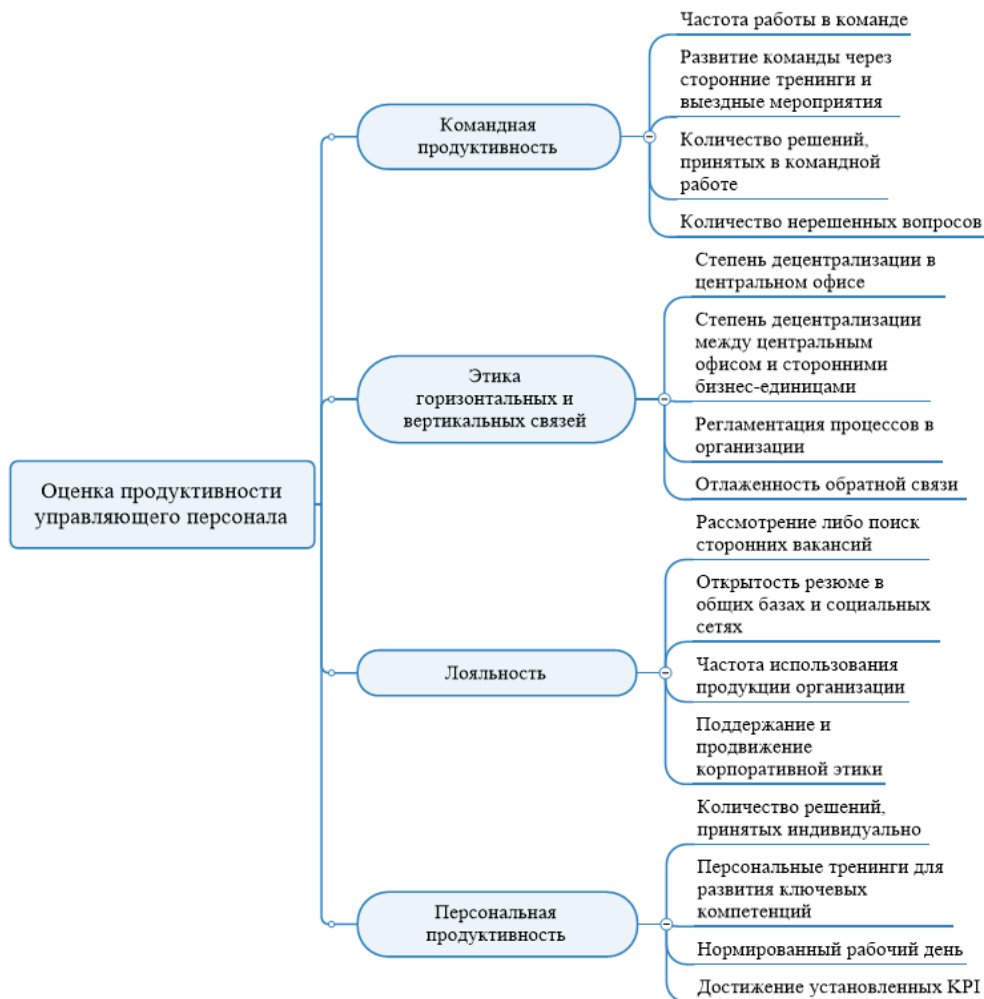 Частота работы в команде
Развитие команды через
сторонние тренинги и
выездные мероприятия
Командная
продуктивность
Количество решений,
принятых в командной
работе
Количество нерешенных вопросов
Степень децентрализации в
центральном офисе
Степень децентрализации
между центральным
офисом и сторонними
бизнес-единицами
Этика
горизонтальных и
вертикальных связей
Регламентация процессов в
организации
Отлаженность обратной связи
Оценка продуктивности
управляющего персонала
Рассмотрение либо поиск
сторонних вакансий
Открытость резюме в
общих базах и социальных
сетях
Лояльность
Частота использования
продукции организации
Поддержание и
продвижение
корпоративной этики
Количество решений,
принятых индивидуально
Персональные тренинги для
развития ключевых
компетенций
Персональная
продуктивность
Нормированный рабочий день
Достижение установленных KPI